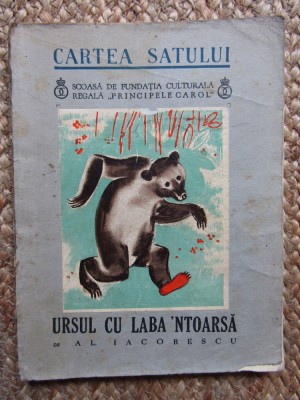 CARTEA SATULUI
SCOASĂ DE FUNDAȚIA CULTURALĂ
REGALĂ „PRINCIPELE CAROL"
URSUL CU LABA 'NTOARSĂ
DE AL. IACOBESCU